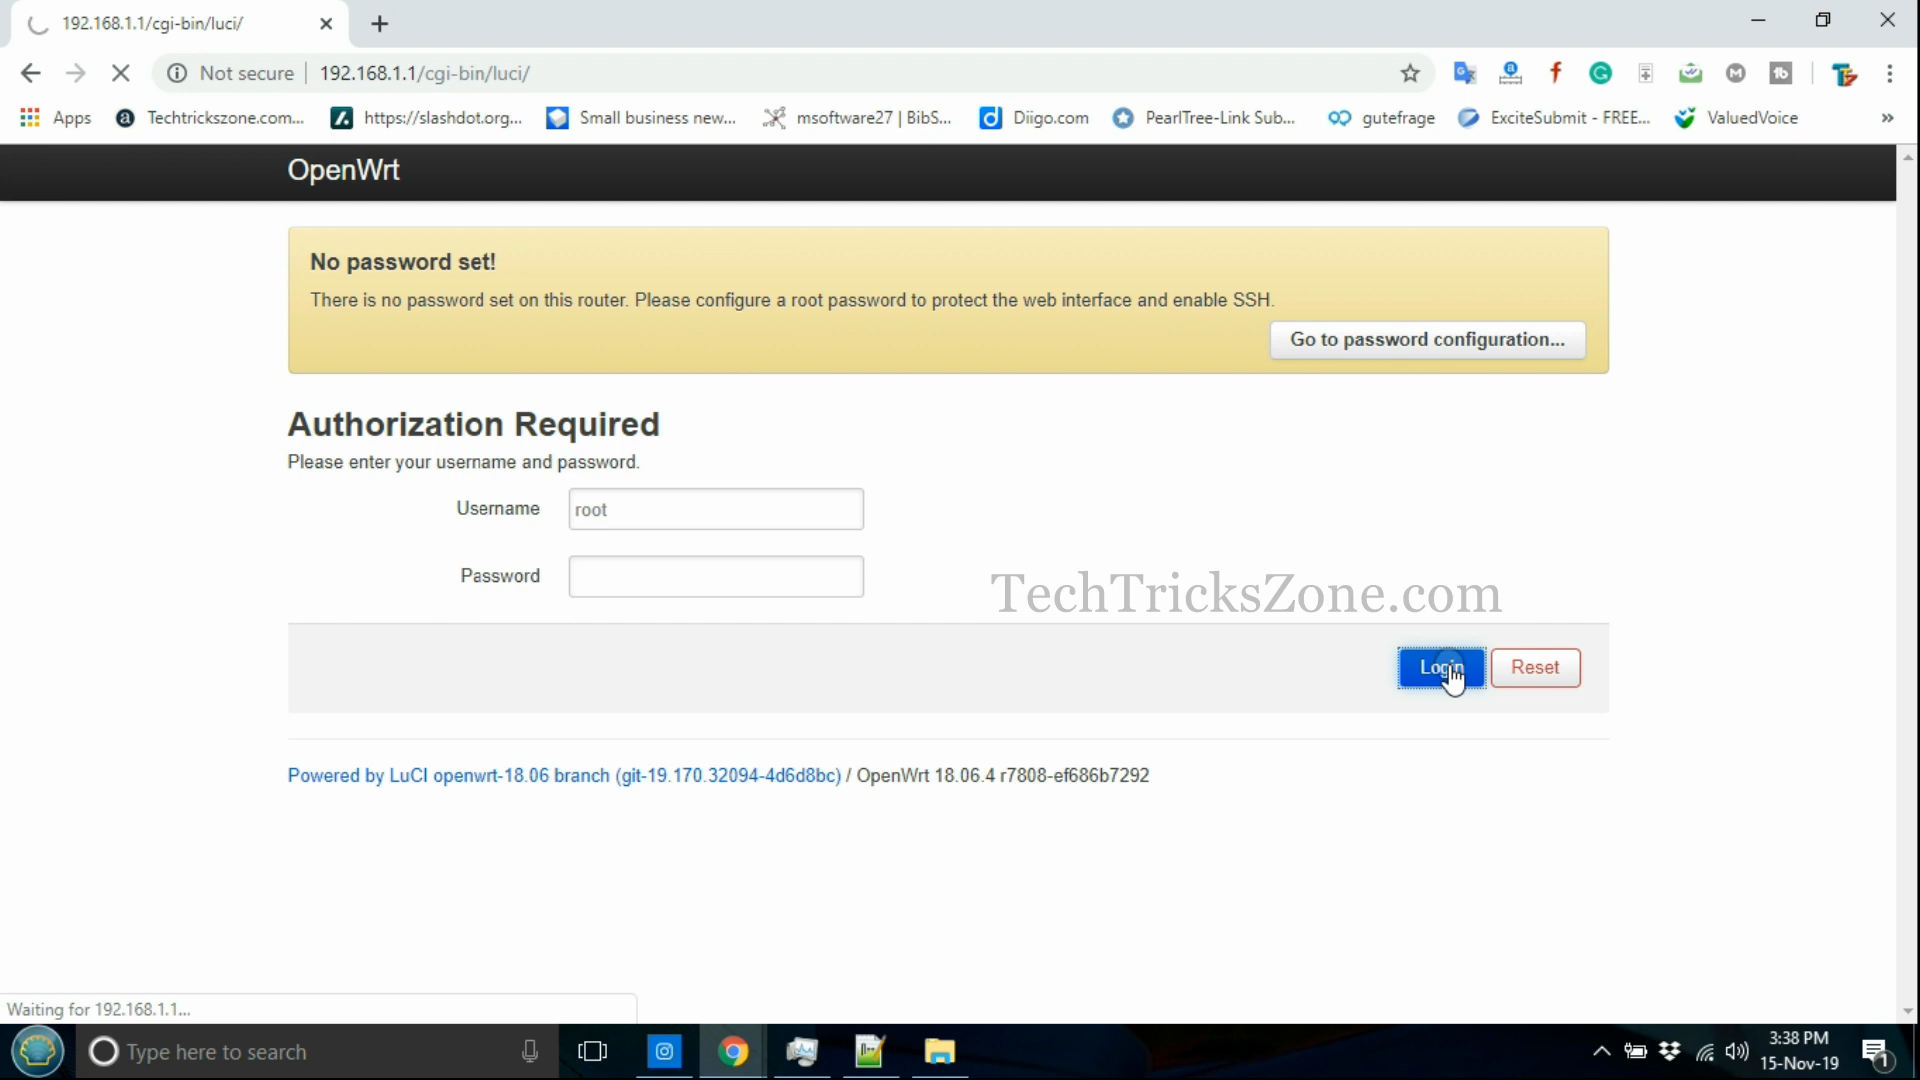 192.168.1.1/cgi-bin/luci/
Not secure 192.168.1.1/cgi-bin/luci/
Apps Techtrickszone.com... https://slashdot.org... Small business new... msoftware27 | BibS... Diigo.com PearlTree-Link Sub... gutefrage ExciteSubmit - FREE... ValuedVoice »
OpenWrt
No password set!
There is no password set on this router. Please configure a root password to protect the web interface and enable SSH.
Go to password configuration...
Authorization Required
Please enter your username and password.
Username root
Password
TechTricksZone.com
Login Reset
Powered by LuCI openwrt-18.06 branch (git-19.170.32094-4d6d8bc) / OpenWrt 18.06.4 r7808-ef686b7292
Waiting for 192.168.1.1...
Type here to search
3:38 PM
15-Nov-19
1